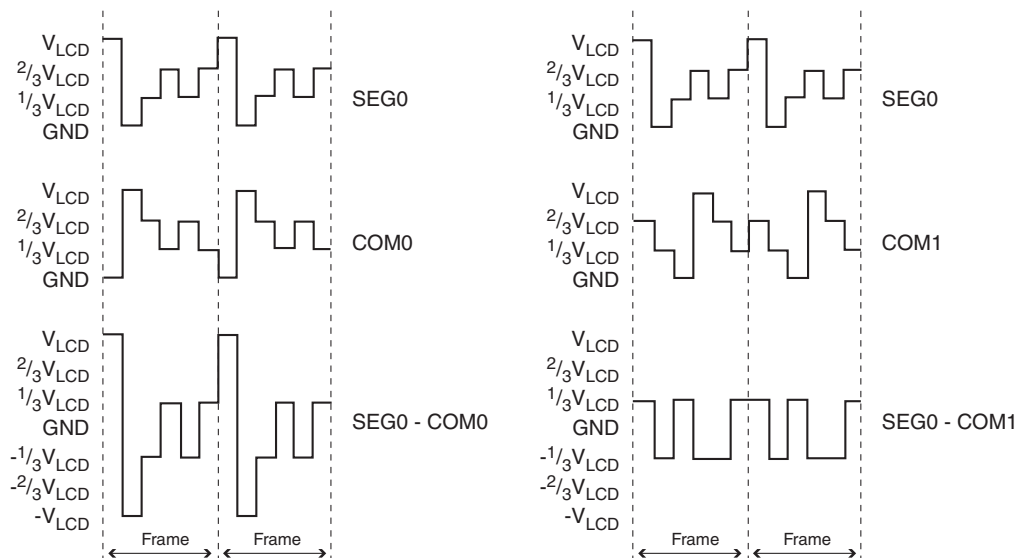 V_LCD
2/3V_LCD
1/3V_LCD
GND
SEG0
V_LCD
2/3V_LCD
1/3V_LCD
GND
COM0
V_LCD
2/3V_LCD
1/3V_LCD
GND
-1/3V_LCD
-2/3V_LCD
-V_LCD
SEG0 - COM0
Frame
Frame
V_LCD
2/3V_LCD
1/3V_LCD
GND
SEG0
V_LCD
2/3V_LCD
1/3V_LCD
GND
COM1
V_LCD
2/3V_LCD
1/3V_LCD
GND
-1/3V_LCD
-2/3V_LCD
-V_LCD
SEG0 - COM1
Frame
Frame